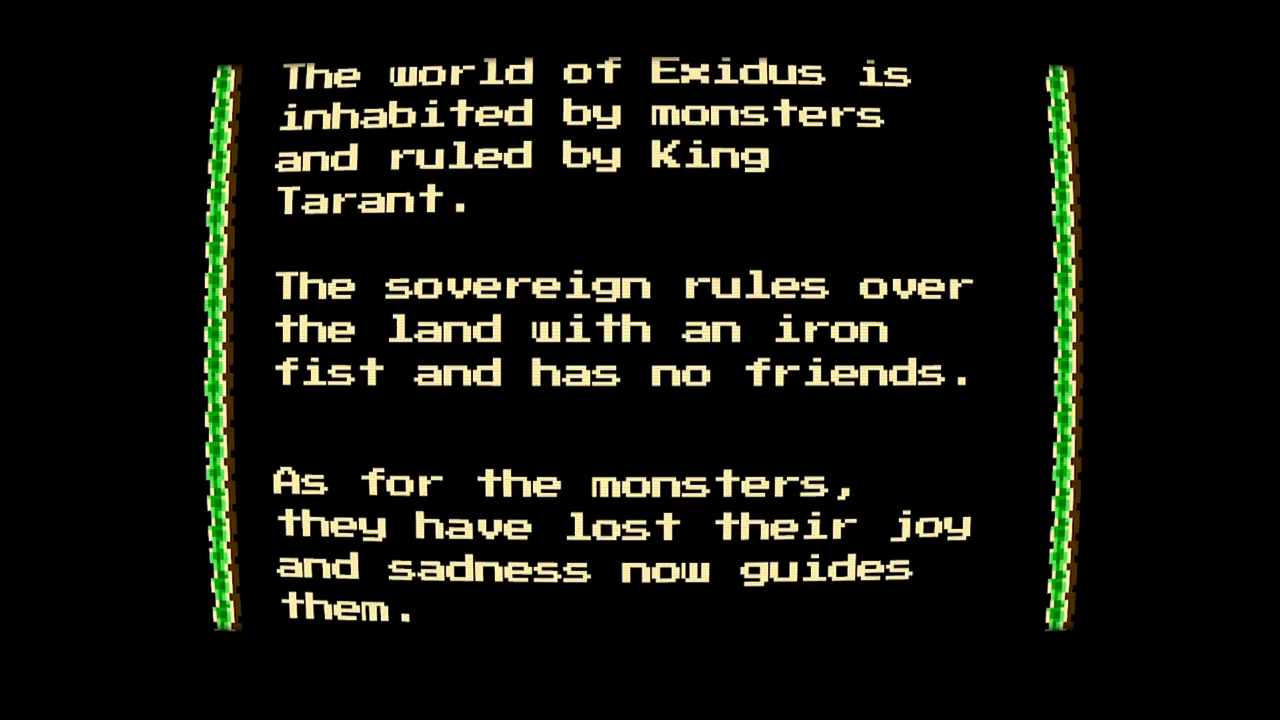 The world of Exidus is
inhabited by monsters
and ruled by King
Tarant.
The sovereign rules over
the land with an iron
fist and has no friends.
As for the monsters,
they have lost their joy
and sadness now guides
them.